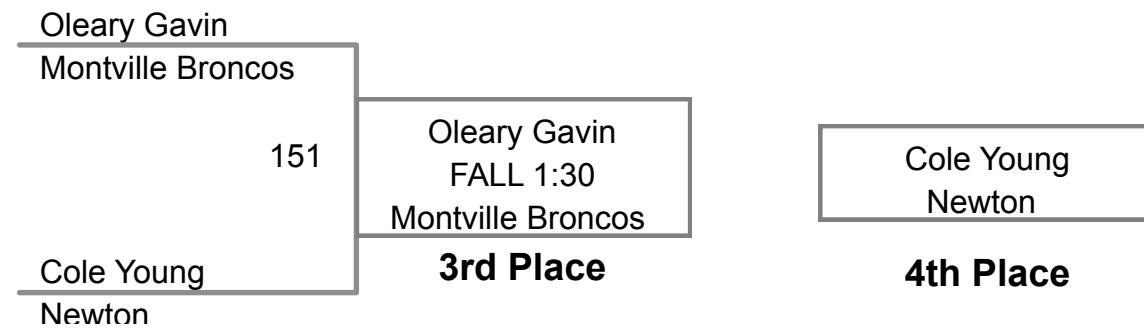 Oleary Gavin
Montville Broncos
151
Cole Young
Newton
Oleary Gavin
FALL 1:30
Montville Broncos
3rd Place
Cole Young
Newton
4th Place